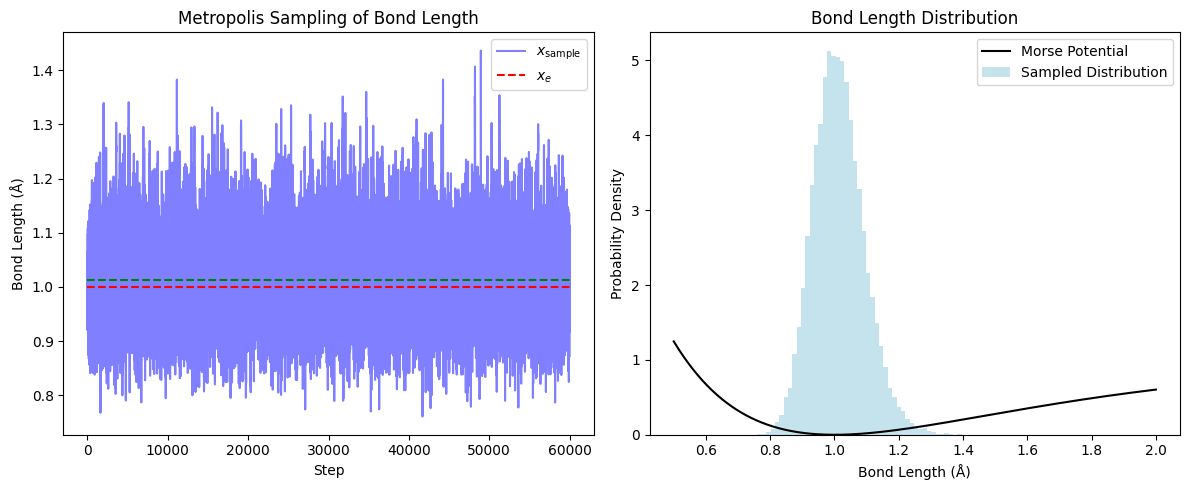 Metropolis Sampling of Bond Length
Bond Length (Å)
1.4
1.3
1.2
1.1
1.0
0.9
0.8
x_sample
x_e
0
10000
20000
30000
40000
50000
60000
Step
Bond Length Distribution
Probability Density
5
4
3
2
1
0
Morse Potential
Sampled Distribution
0.6
0.8
1.0
1.2
1.4
1.6
1.8
2.0
Bond Length (Å)